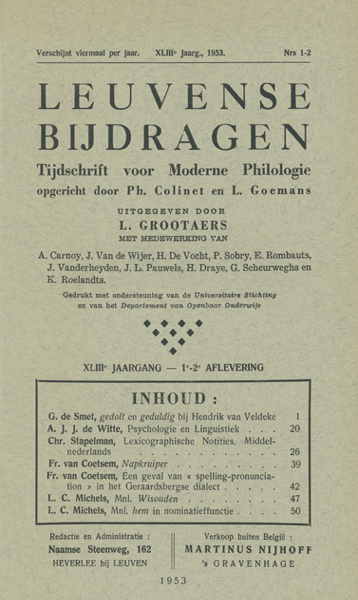 Verschijnt viermaal per jaar. XLIIIe Jaarg., 1953. Nrs 1-2
LEUVENSE
BIJDRAGEN
Tijdschrift voor Moderne Philologie
opgericht door Ph. Colinet en L. Goemans
UITGEGEVEN DOOR
L. GROOTAERS
MET MEDEWERKING VAN
A. Carnoy, J. Van de Wijer, H. De Vocht, P. Sobry, E. Rombauts,
J. Vanderheyden, J. L. Pauwels, H. Draye, G. Scheurweghs en
K. Roelandts.
Gedrukt met ondersteuning van de Universitaire Stichting
en van het Departement van Openbaar Onderwijs
XLIIIe JAARGANG — 1e-2e AFLEVERING
INHOUD :
G. de Smet, gedolt en geduldig bij Hendrik van Veldeke 1
A. J. J. de Witte, Psychologie en Linguistiek . . . 20
Chr. Stapelman, Lexicographische Notities. Middel-
nederlands . . . . . . . . 26
Fr. van Coetsem, Napkruiper . . . . . . . 39
Fr. van Coetsem, Een geval van « spelling-pronuncia-
tion » in het Geraardsbergse dialect . . . . . 42
L. C. Michels, Mnl. Wisouden . . . . . . . 47
L. C. Michels, Mnl. hem in nominatieffunctie . . . 50
Redactie en Administratie :
Naamse Steenweg, 162
HEVERLEE bij LEUVEN
Verkoop buiten België :
MARTINUS NIJHOFF
's GRAVENHAGE
1953